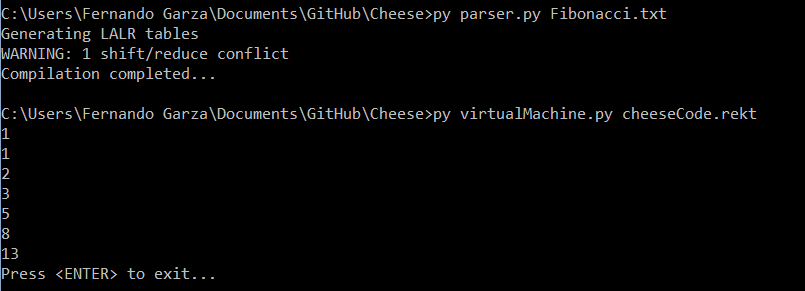 C:\Users\Fernando Garza\Documents\GitHub\Cheese>py parser.py Fibonacci.txt
Generating LALR tables
WARNING: 1 shift/reduce conflict
Compilation completed...
C:\Users\Fernando Garza\Documents\GitHub\Cheese>py virtualMachine.py cheeseCode.rekt
1
1
2
3
5
8
13
Press <ENTER> to exit...